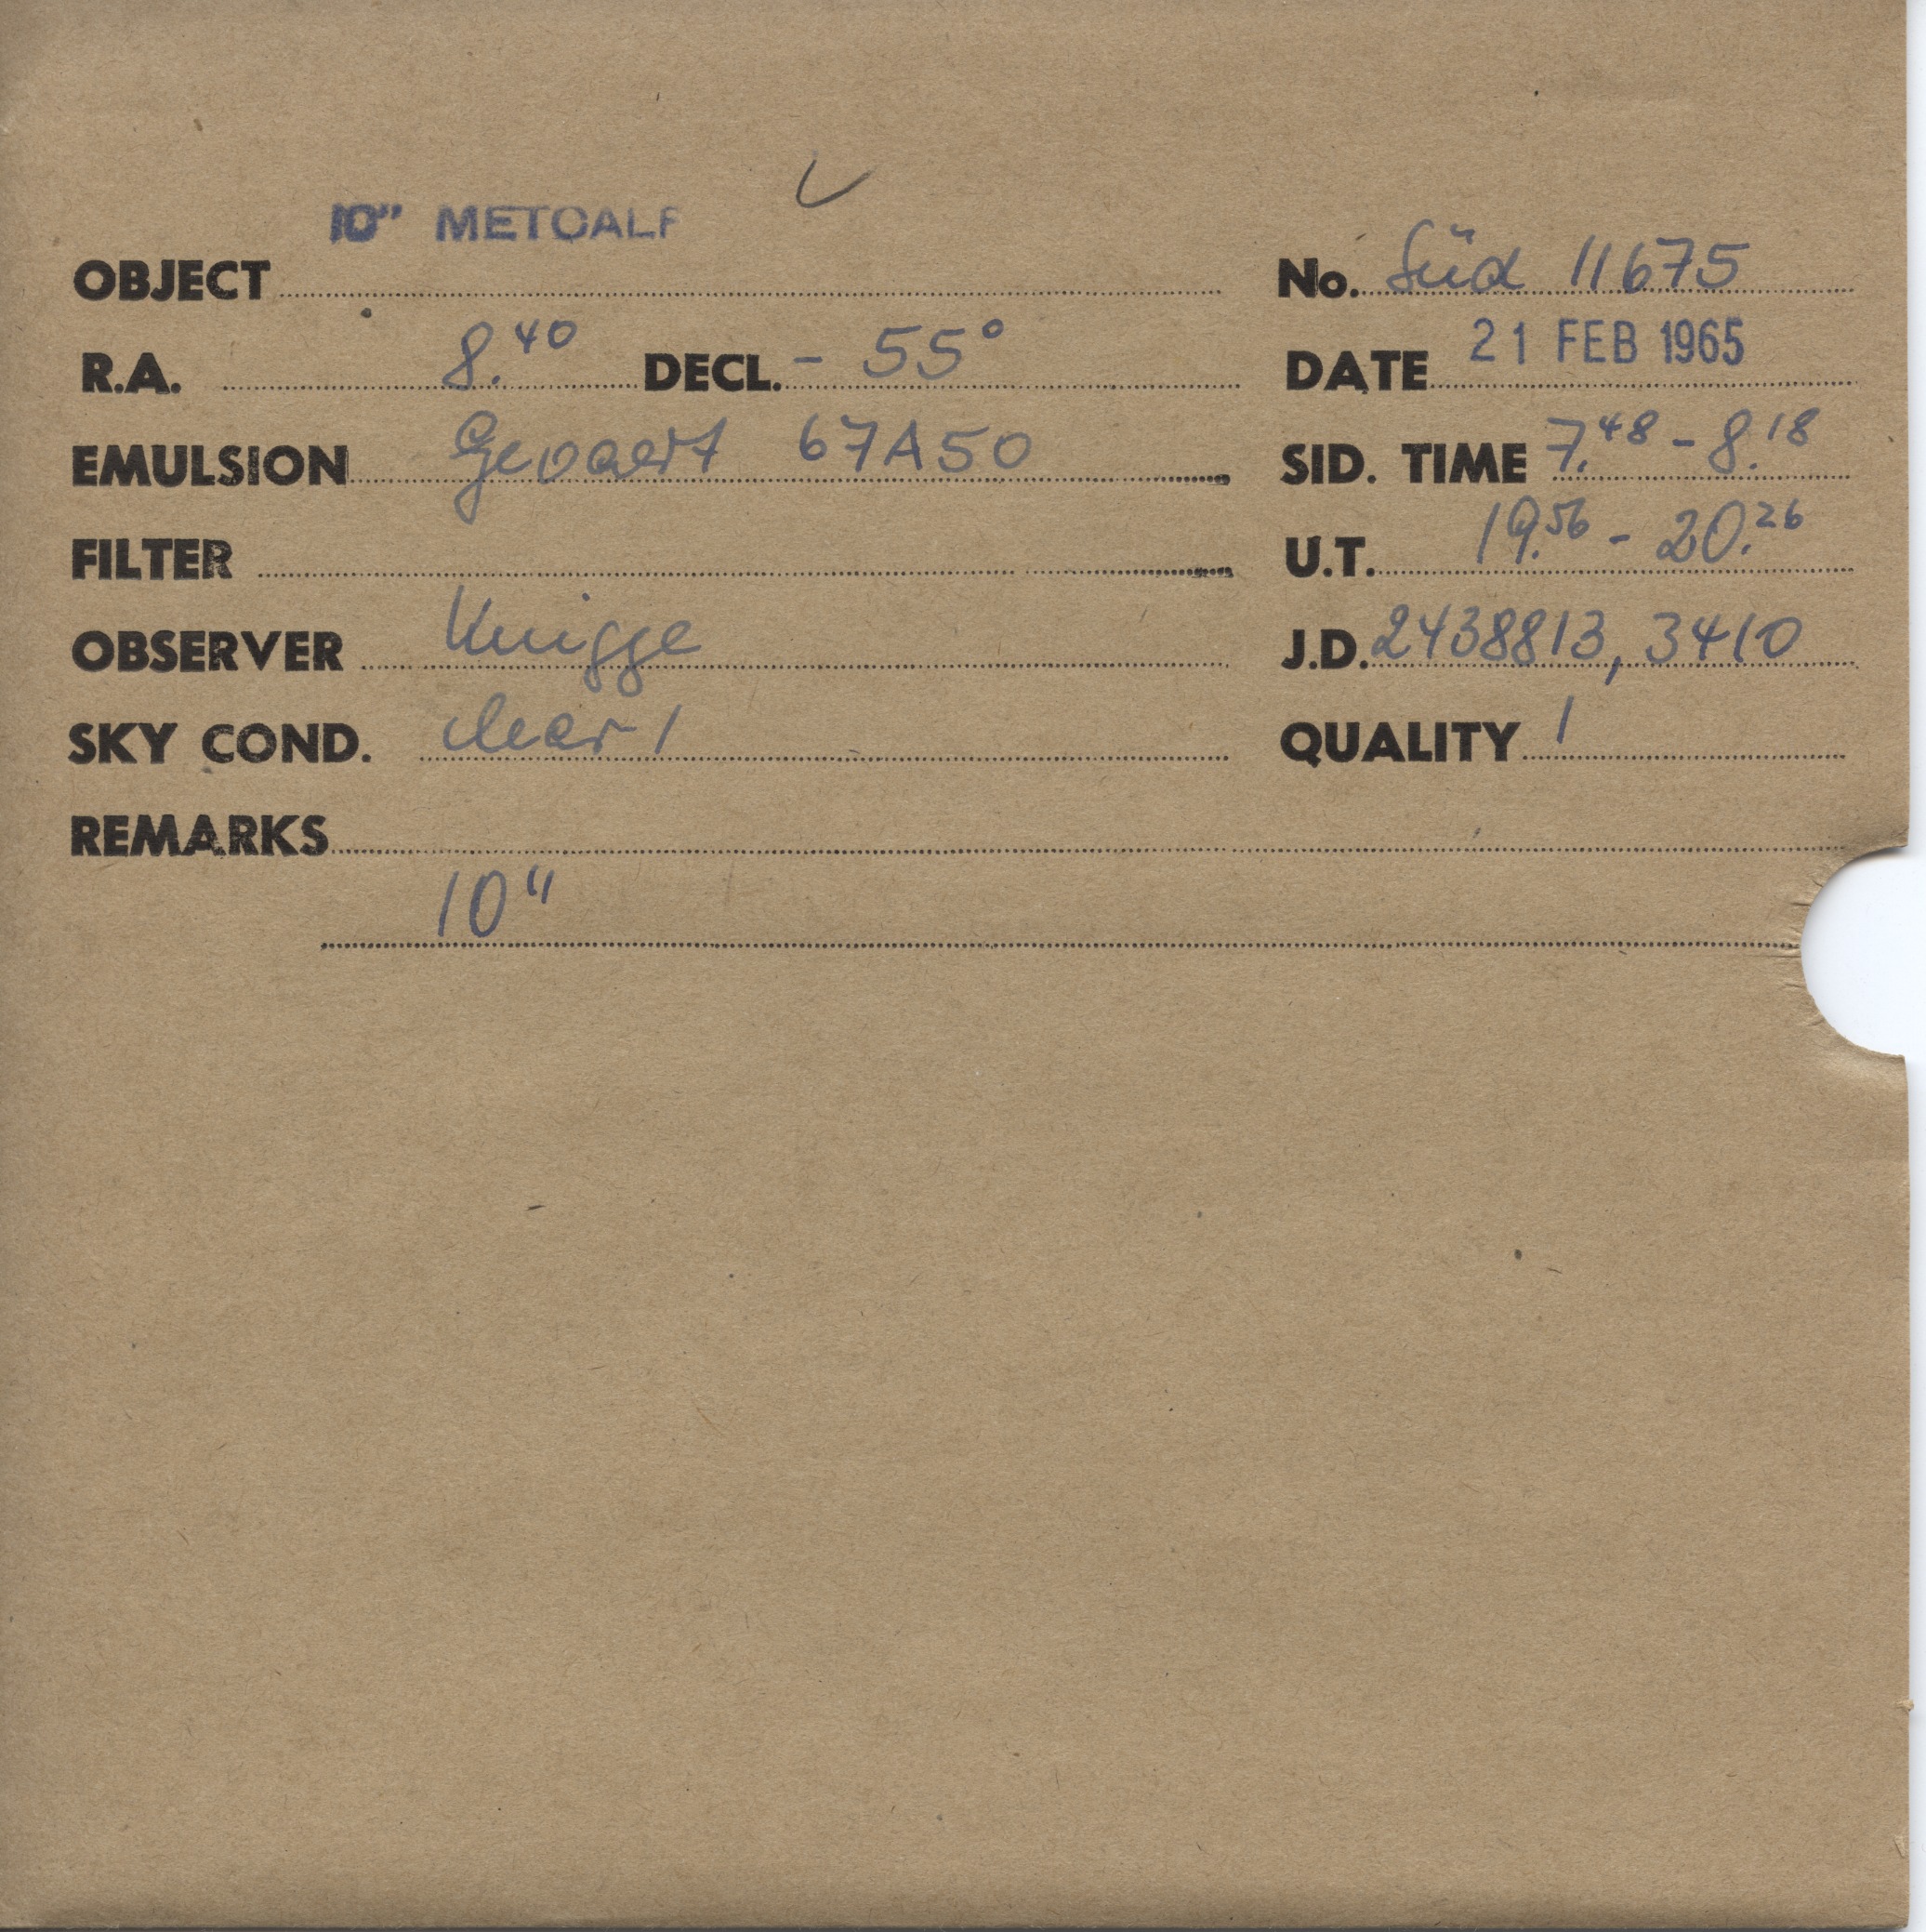 10" METCALF
OBJECT No. Süd 11675
R.A. 8.40 DECL. - 55° DATE 21 FEB 1965
EMULSION Gevaert 67A50 SID. TIME 7.48 - 8.18
FILTER U.T. 19.56 - 20.26
OBSERVER Knigge J.D. 2438813,3410
SKY COND. clear 1 QUALITY 1
REMARKS
10"